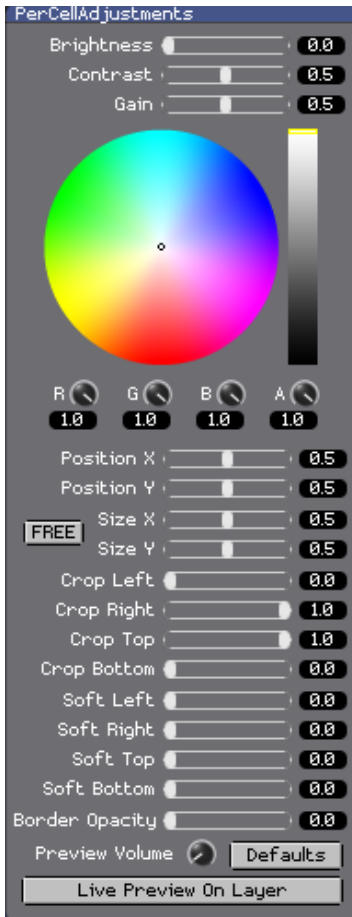 PerCellAdjustments
Brightness 0.0
Contrast 0.5
Gain 0.5
R G B A
1.0 1.0 1.0 1.0
Position X 0.5
Position Y 0.5
Size X 0.5
FREE
Size Y 0.5
Crop Left 0.0
Crop Right 1.0
Crop Top 1.0
Crop Bottom 0.0
Soft Left 0.0
Soft Right 0.0
Soft Top 0.0
Soft Bottom 0.0
Border Opacity 0.0
Preview Volume Defaults
Live Preview On Layer